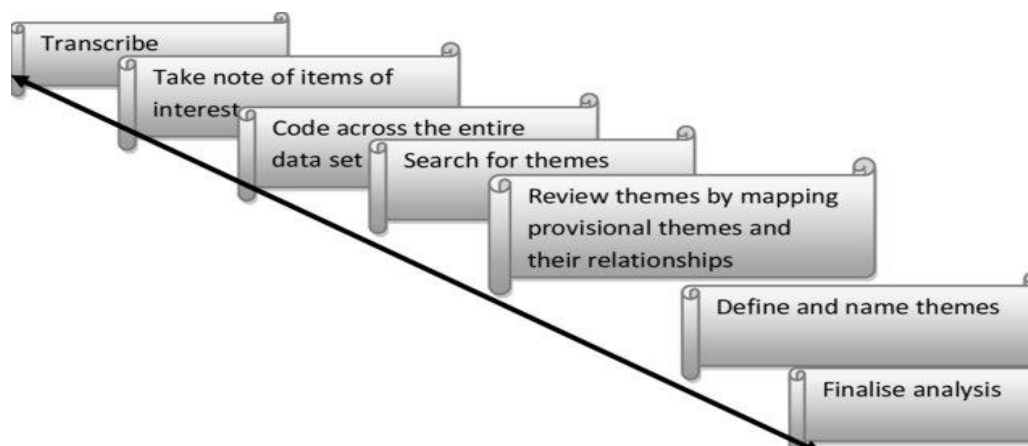 Transcribe
Take note of items of
interest
Code across the entire
data set
Search for themes
Review themes by mapping
provisional themes and
their relationships
Define and name themes
Finalise analysis